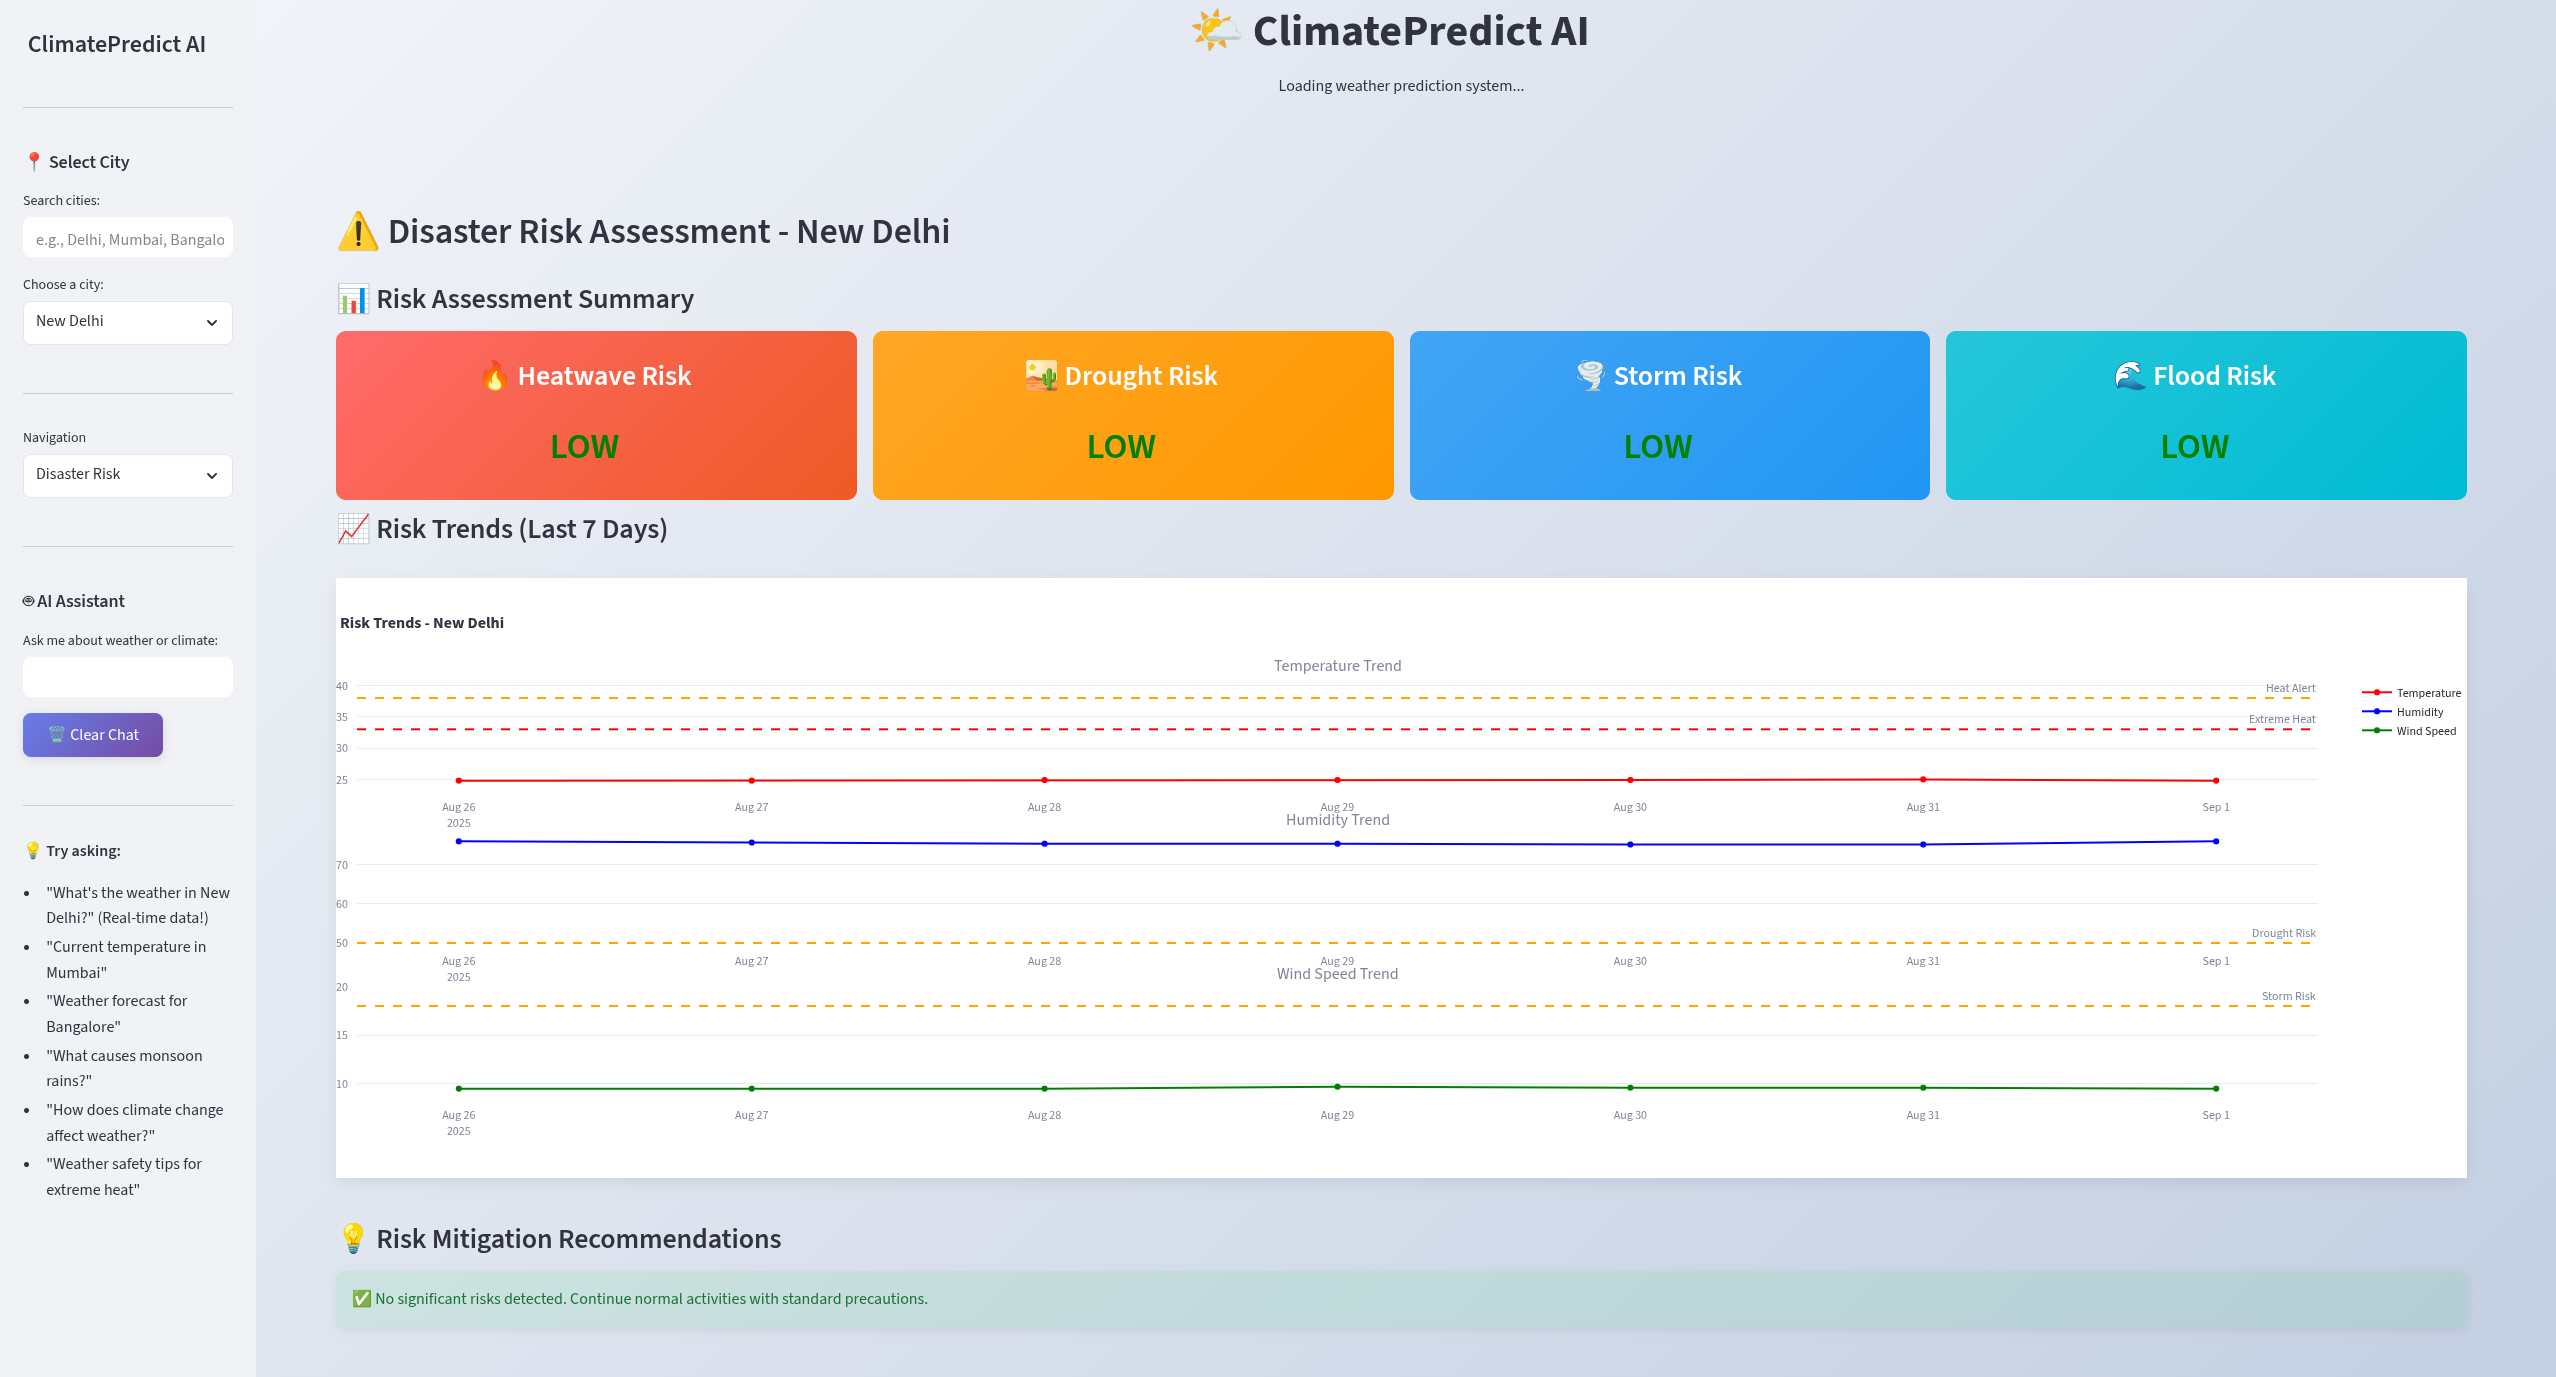 ClimatePredict AI
📍 Select City
Search cities:
e.g., Delhi, Mumbai, Bangalo
Choose a city:
New Delhi
Navigation
Disaster Risk
AI Assistant
Ask me about weather or climate:
🗑️ Clear Chat
💡 Try asking:
• "What's the weather in New
Delhi?" (Real-time data!)
• "Current temperature in
Mumbai"
• "Weather forecast for
Bangalore"
• "What causes monsoon
rains?"
• "How does climate change
affect weather?"
• "Weather safety tips for
extreme heat"
🌤️ ClimatePredict AI
Loading weather prediction system...
⚠️ Disaster Risk Assessment - New Delhi
📊 Risk Assessment Summary
🔥 Heatwave Risk
LOW
🏜️ Drought Risk
LOW
🌪️ Storm Risk
LOW
🌊 Flood Risk
LOW
📈 Risk Trends (Last 7 Days)
Risk Trends - New Delhi
Temperature Trend
40
35
30
25
Heat Alert
Extreme Heat
Temperature
Humidity
Wind Speed
Aug 26
2025
Aug 27
Aug 28
Aug 29
Aug 30
Aug 31
Sep 1
Humidity Trend
70
60
50
Drought Risk
Aug 26
2025
Aug 27
Aug 28
Aug 29
Aug 30
Aug 31
Sep 1
Wind Speed Trend
20
15
10
Storm Risk
Aug 26
2025
Aug 27
Aug 28
Aug 29
Aug 30
Aug 31
Sep 1
💡 Risk Mitigation Recommendations
✅ No significant risks detected. Continue normal activities with standard precautions.